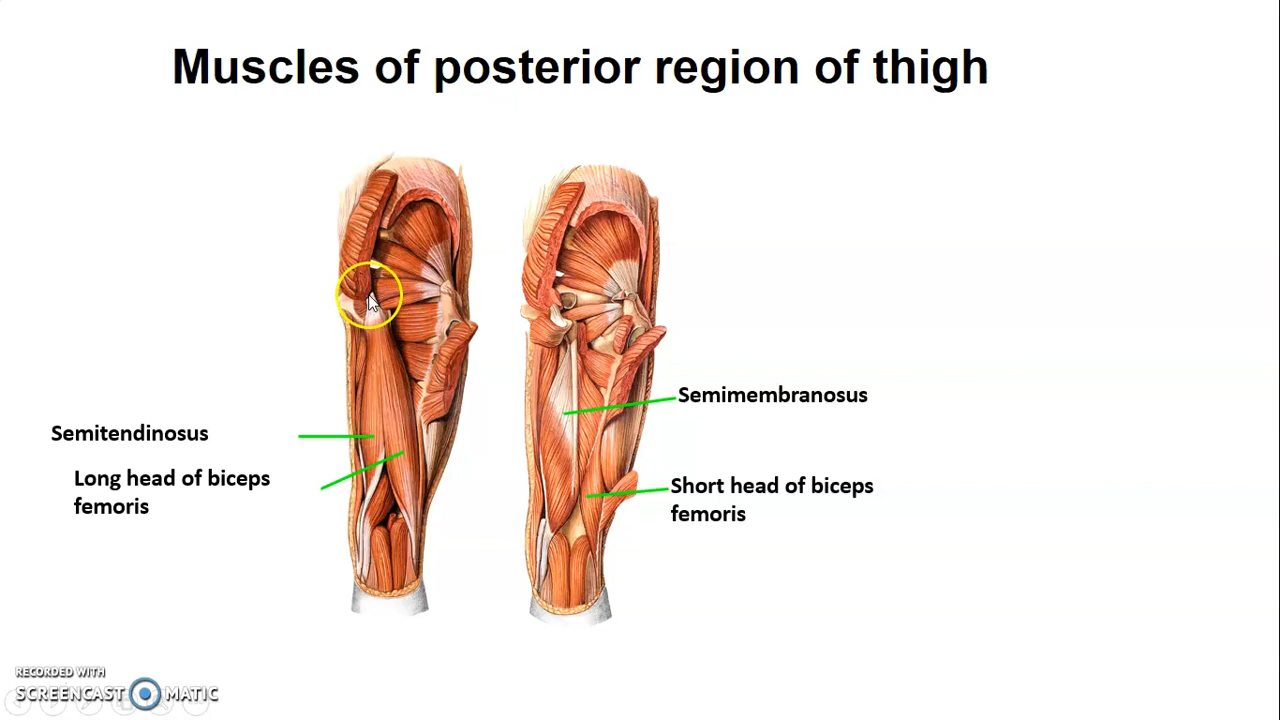 Muscles of posterior region of thigh
Semimembranosus
Semitendinosus
Long head of biceps
femoris
Short head of biceps
femoris
RECORDED WITH
SCREENCAST MATIC